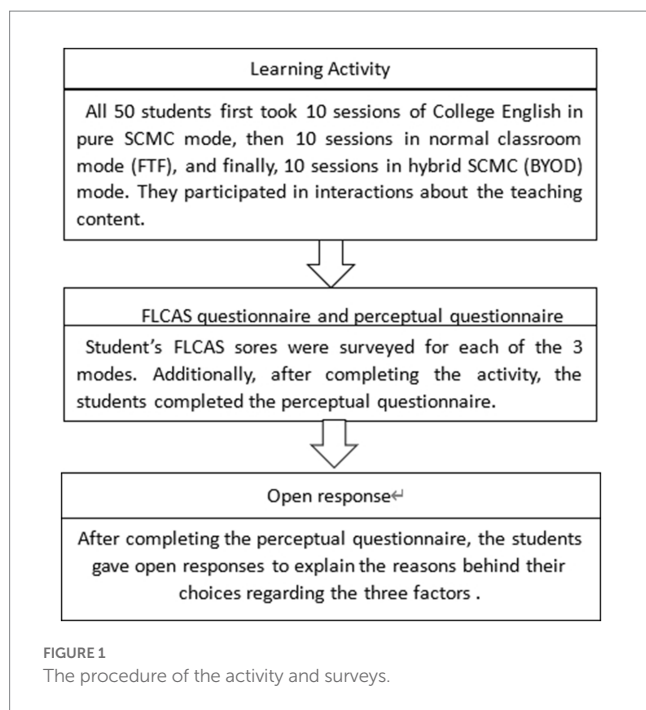 Learning Activity
All 50 students first took 10 sessions of College English in
pure SCMC mode, then 10 sessions in normal classroom
mode (FTF), and finally, 10 sessions in hybrid SCMC (BYOD)
mode. They participated in interactions about the teaching
content.
FLCAS questionnaire and perceptual questionnaire
Student's FLCAS sores were surveyed for each of the 3
modes. Additionally, after completing the activity, the
students completed the perceptual questionnaire.
Open response↵
After completing the perceptual questionnaire, the students
gave open responses to explain the reasons behind their
choices regarding the three factors .
FIGURE 1
The procedure of the activity and surveys.